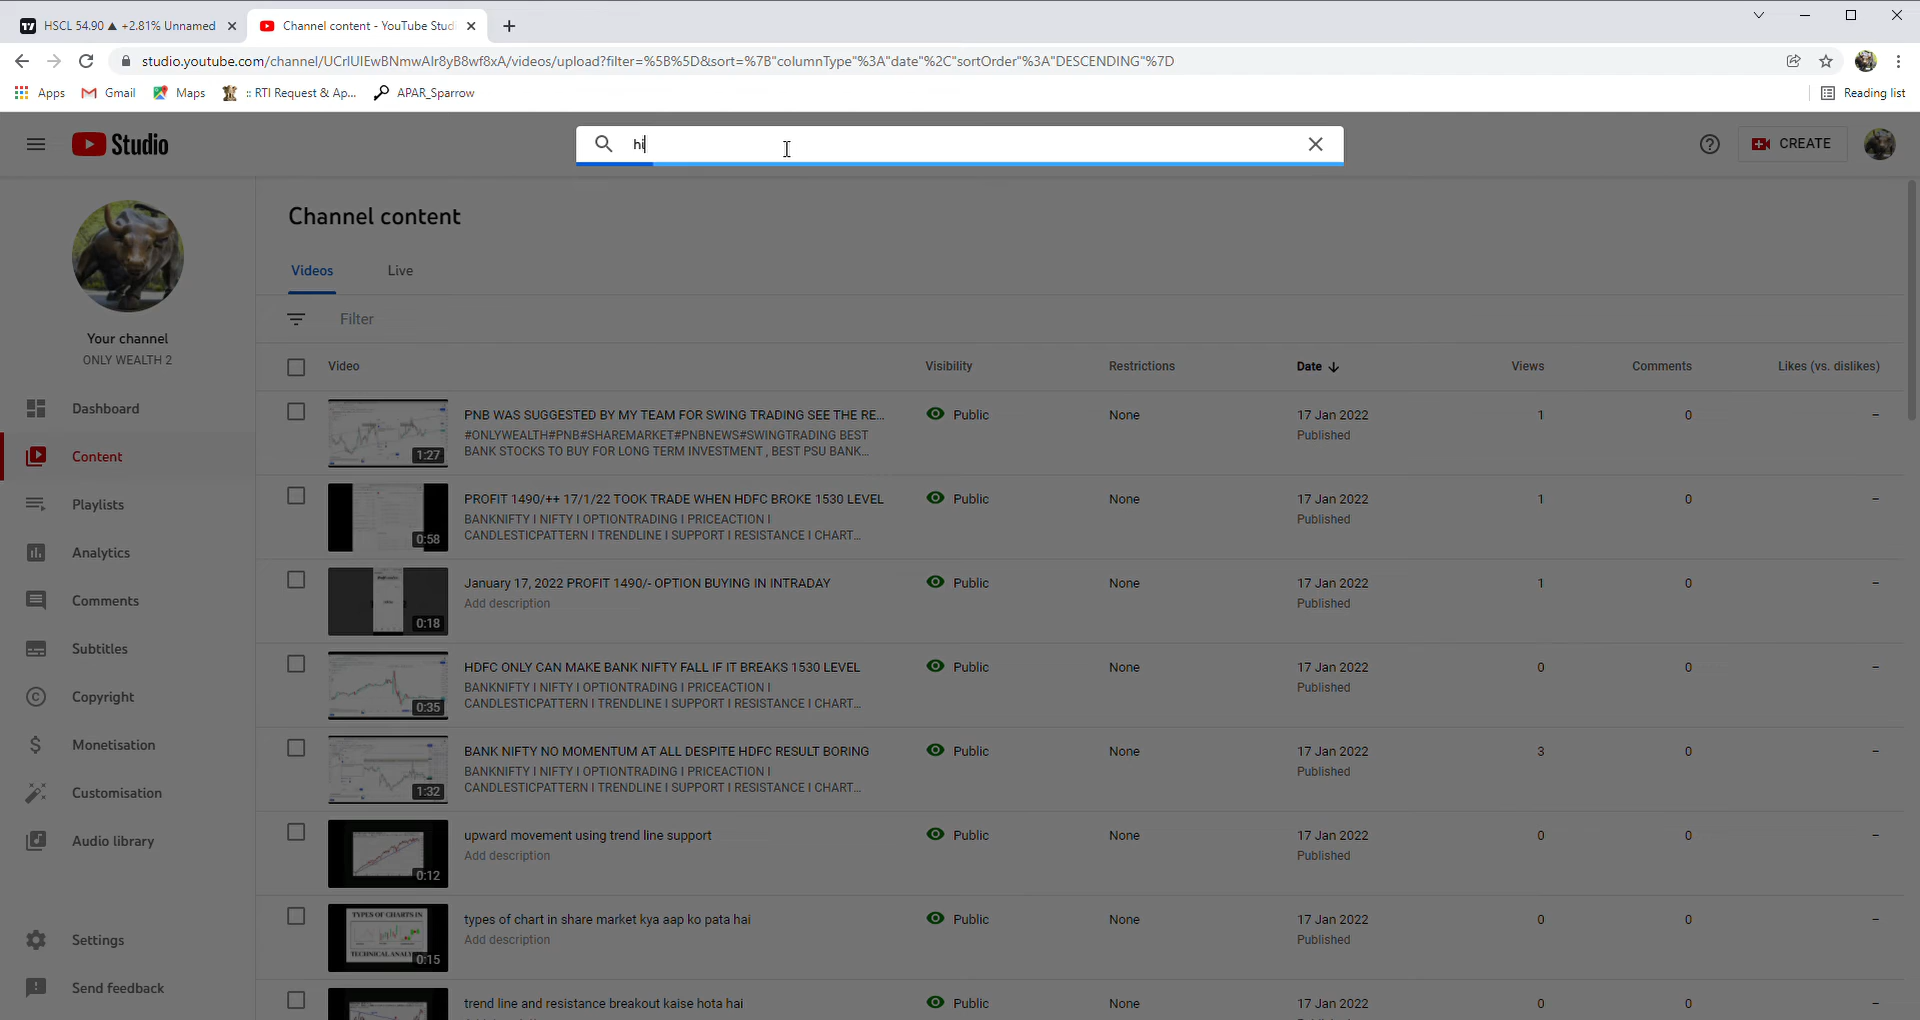 HSCL 54.90 ▲ +2.81% Unnamed
Channel content - YouTube Studi
studio.youtube.com/channel/UCrIUIEwBNmwAIr8yB8wf8xA/videos/upload?filter=%5B%5D&sort=%7B"columnType"%3A"date"%2C"sortOrder"%3A"DESCENDING"%7D
Apps
Gmail
Maps
:: RTI Request & Ap...
APAR_Sparrow
Reading list
Studio
hi
CREATE
Channel content
Videos
Live
Your channel
ONLY WEALTH 2
Filter
Video
Visibility
Restrictions
Date
Views
Comments
Likes (vs. dislikes)
Dashboard
Content
Playlists
Analytics
Comments
Subtitles
Copyright
Monetisation
Customisation
Audio library
Settings
Send feedback
1:27
PNB WAS SUGGESTED BY MY TEAM FOR SWING TRADING SEE THE RE...
#ONLYWEALTH#PNB#SHAREMARKET#PNBNEWS#SWINGTRADING BEST
BANK STOCKS TO BUY FOR LONG TERM INVESTMENT , BEST PSU BANK...
Public
None
17 Jan 2022
Published
1
0
–
0:58
PROFIT 1490/++ 17/1/22 TOOK TRADE WHEN HDFC BROKE 1530 LEVEL
BANKNIFTY I NIFTY I OPTIONTRADING I PRICEACTION I
CANDLESTICPATTERN I TRENDLINE I SUPPORT I RESISTANCE I CHART...
Public
None
17 Jan 2022
Published
1
0
–
0:18
January 17, 2022 PROFIT 1490/- OPTION BUYING IN INTRADAY
Add description
Public
None
17 Jan 2022
Published
1
0
–
0:35
HDFC ONLY CAN MAKE BANK NIFTY FALL IF IT BREAKS 1530 LEVEL
BANKNIFTY I NIFTY I OPTIONTRADING I PRICEACTION I
CANDLESTICPATTERN I TRENDLINE I SUPPORT I RESISTANCE I CHART...
Public
None
17 Jan 2022
Published
0
0
–
1:32
BANK NIFTY NO MOMENTUM AT ALL DESPITE HDFC RESULT BORING
BANKNIFTY I NIFTY I OPTIONTRADING I PRICEACTION I
CANDLESTICPATTERN I TRENDLINE I SUPPORT I RESISTANCE I CHART...
Public
None
17 Jan 2022
Published
3
0
–
0:12
upward movement using trend line support
Add description
Public
None
17 Jan 2022
Published
0
0
–
TYPES OF CHARTS IN
TECHNICAL ANALY
0:15
types of chart in share market kya aap ko pata hai
Add description
Public
None
17 Jan 2022
Published
0
0
–
trend line and resistance breakout kaise hota hai
Public
None
17 Jan 2022
0
0
–